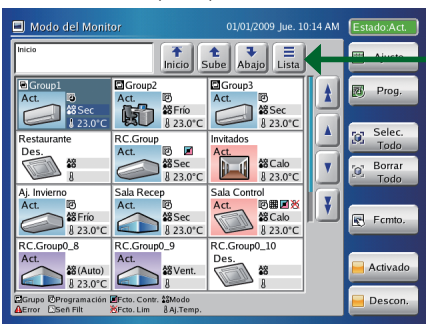 Modo del Monitor 01/01/2009 Jue. 10:14 AM Estado:Act.
Inicio
Inicio Sube Abajo Lista
Ajuste
Prog.
Selec. Todo
Borrar Todo
Fcmto.
Activado
Descon.
Group1 Group2 Group3
Act. Act. Act.
Sec Frío Sec
23.0°C 23.0°C 23.0°C
Restaurante RC.Group Invitados
Des. Act. Act.
Sec Calo
23.0°C 23.0°C
Aj. Invierno Sala Recep Sala Control
Act. Act. Act.
Frío Sec Calo
23.0°C 23.0°C 23.0°C
RC.Group0_8 RC.Group0_9 RC.Group0_10
Act. Act. Des.
(Auto) Vent.
Grupo Programación Fcto. Contr. Modo
Error Señ Filt Fcto. Lim Aj.Temp.